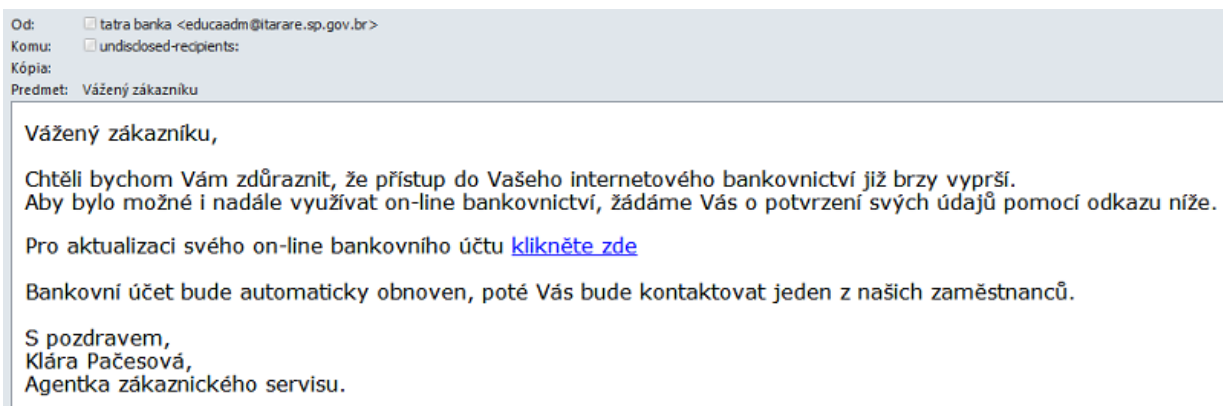 Od: tatra banka <educaadm@itarare.sp.gov.br>
Komu: undisclosed-recipients:
Kópia:
Predmet: Vážený zákazníku
Vážený zákazníku,
Chtěli bychom Vám zdůraznit, že přístup do Vašeho internetového bankovnictví již brzy vyprší.
Aby bylo možné i nadále využívat on-line bankovnictví, žádáme Vás o potvrzení svých údajů pomocí odkazu níže.
Pro aktualizaci svého on-line bankovního účtu klikněte zde
Bankovní účet bude automaticky obnoven, poté Vás bude kontaktovat jeden z našich zaměstnanců.
S pozdravem,
Klára Pačesová,
Agentka zákaznického servisu.